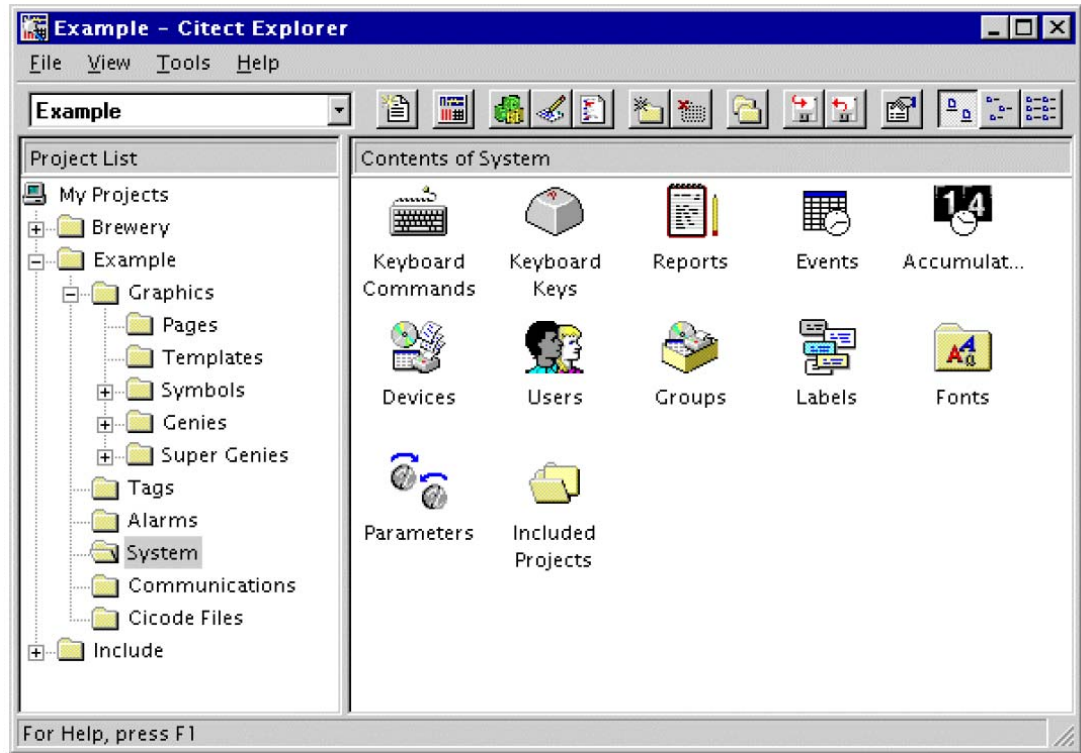 Example – Citect Explorer
File View Tools Help
Example
Project List
Contents of System
My Projects
Brewery
Example
Graphics
Pages
Templates
Symbols
Genies
Super Genies
Tags
Alarms
System
Communications
Cicode Files
Include
Keyboard Commands
Keyboard Keys
Reports
Events
Accumulat...
Devices
Users
Groups
Labels
Fonts
Parameters
Included Projects
For Help, press F1